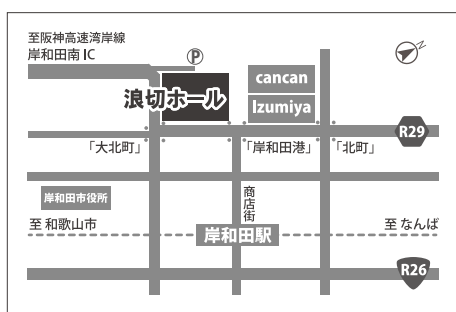 至阪神高速湾岸線
岸和田南IC
P
Z
cancan
Izumiya
浪切ホール
R29
「大北町」
「岸和田港」
「北町」
岸和田市役所
商店街
至 和歌山市
至 なんば
岸和田駅
R26